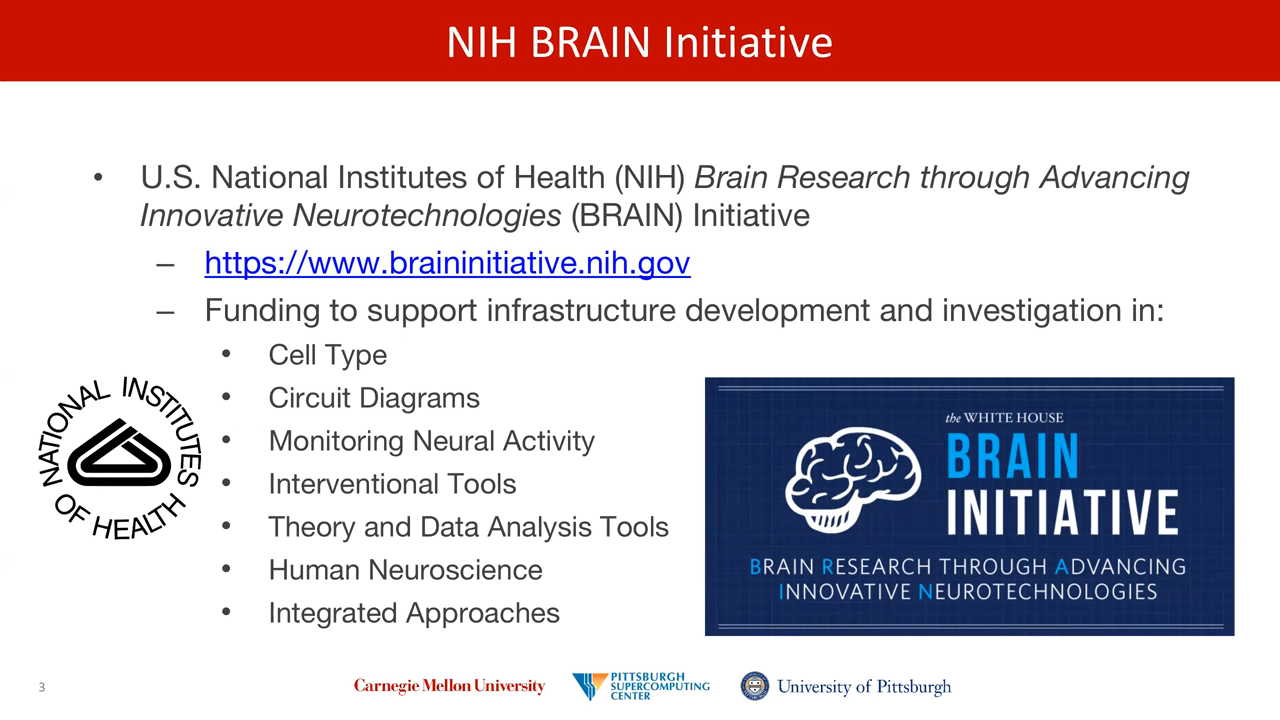 NIH BRAIN Initiative
• U.S. National Institutes of Health (NIH) Brain Research through Advancing
Innovative Neurotechnologies (BRAIN) Initiative
– https://www.braininitiative.nih.gov
– Funding to support infrastructure development and investigation in:
• Cell Type
• Circuit Diagrams
• Monitoring Neural Activity
• Interventional Tools
• Theory and Data Analysis Tools
• Human Neuroscience
• Integrated Approaches
NATIONAL INSTITUTES
OF HEALTH
the WHITE HOUSE
BRAIN
INITIATIVE
BRAIN RESEARCH THROUGH ADVANCING
INNOVATIVE NEUROTECHNOLOGIES
3
Carnegie Mellon University
PITTSBURGH
SUPERCOMPUTING
CENTER
University of Pittsburgh